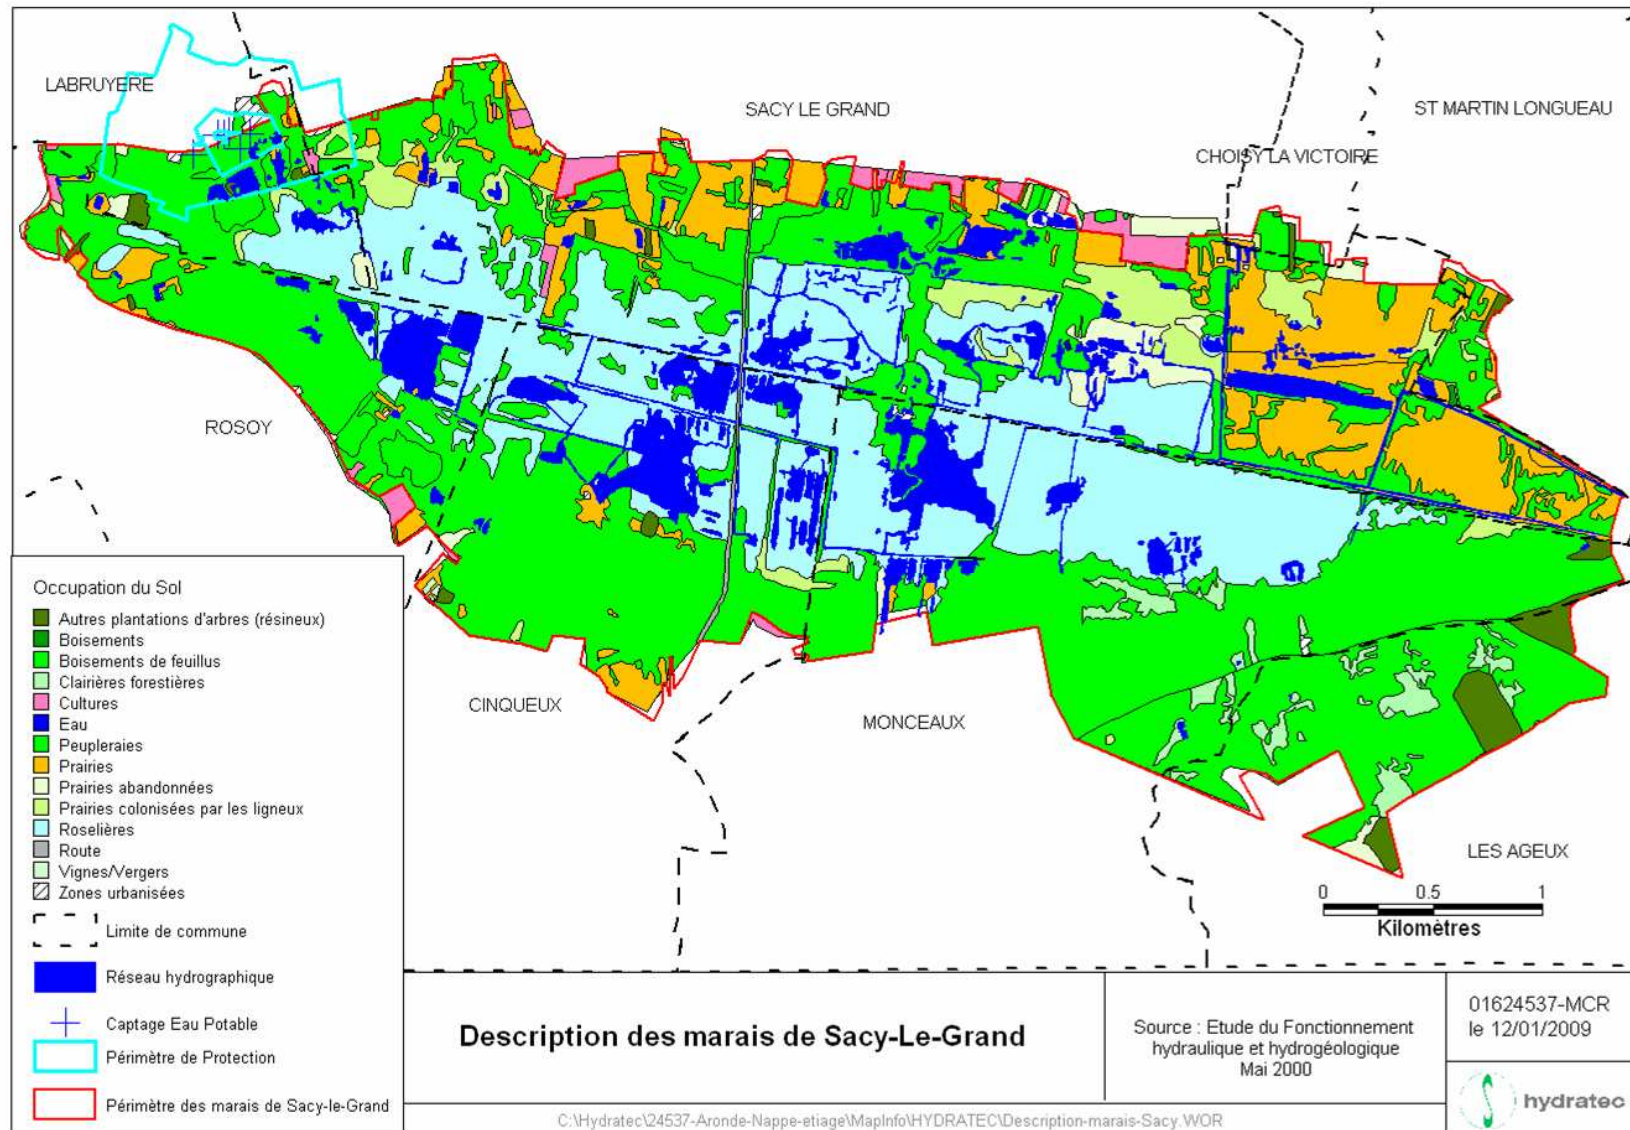 LABRUYERE
SACY LE GRAND
ST MARTIN LONGUEAU
CHOISY LA VICTOIRE
ROSOY
CINQUEUX
MONCEAUX
LES AGEUX
0 0.5 1
Kilomètres
Occupation du Sol
Autres plantations d'arbres (résineux)
Boisements
Boisements de feuillus
Clairières forestières
Cultures
Eau
Peupleraies
Prairies
Prairies abandonnées
Prairies colonisées par les ligneux
Roselières
Route
Vignes/Vergers
Zones urbanisées
Limite de commune
Réseau hydrographique
Captage Eau Potable
Périmètre de Protection
Périmètre des marais de Sacy-le-Grand
Description des marais de Sacy-Le-Grand
Source : Etude du Fonctionnement
hydraulique et hydrogéologique
Mai 2000
01624537-MCR
le 12/01/2009
hydratec
C:\Hydratec\24537-Aronde-Nappe-etiage\MapInfo\HYDRATEC\Description-marais-Sacy.WOR